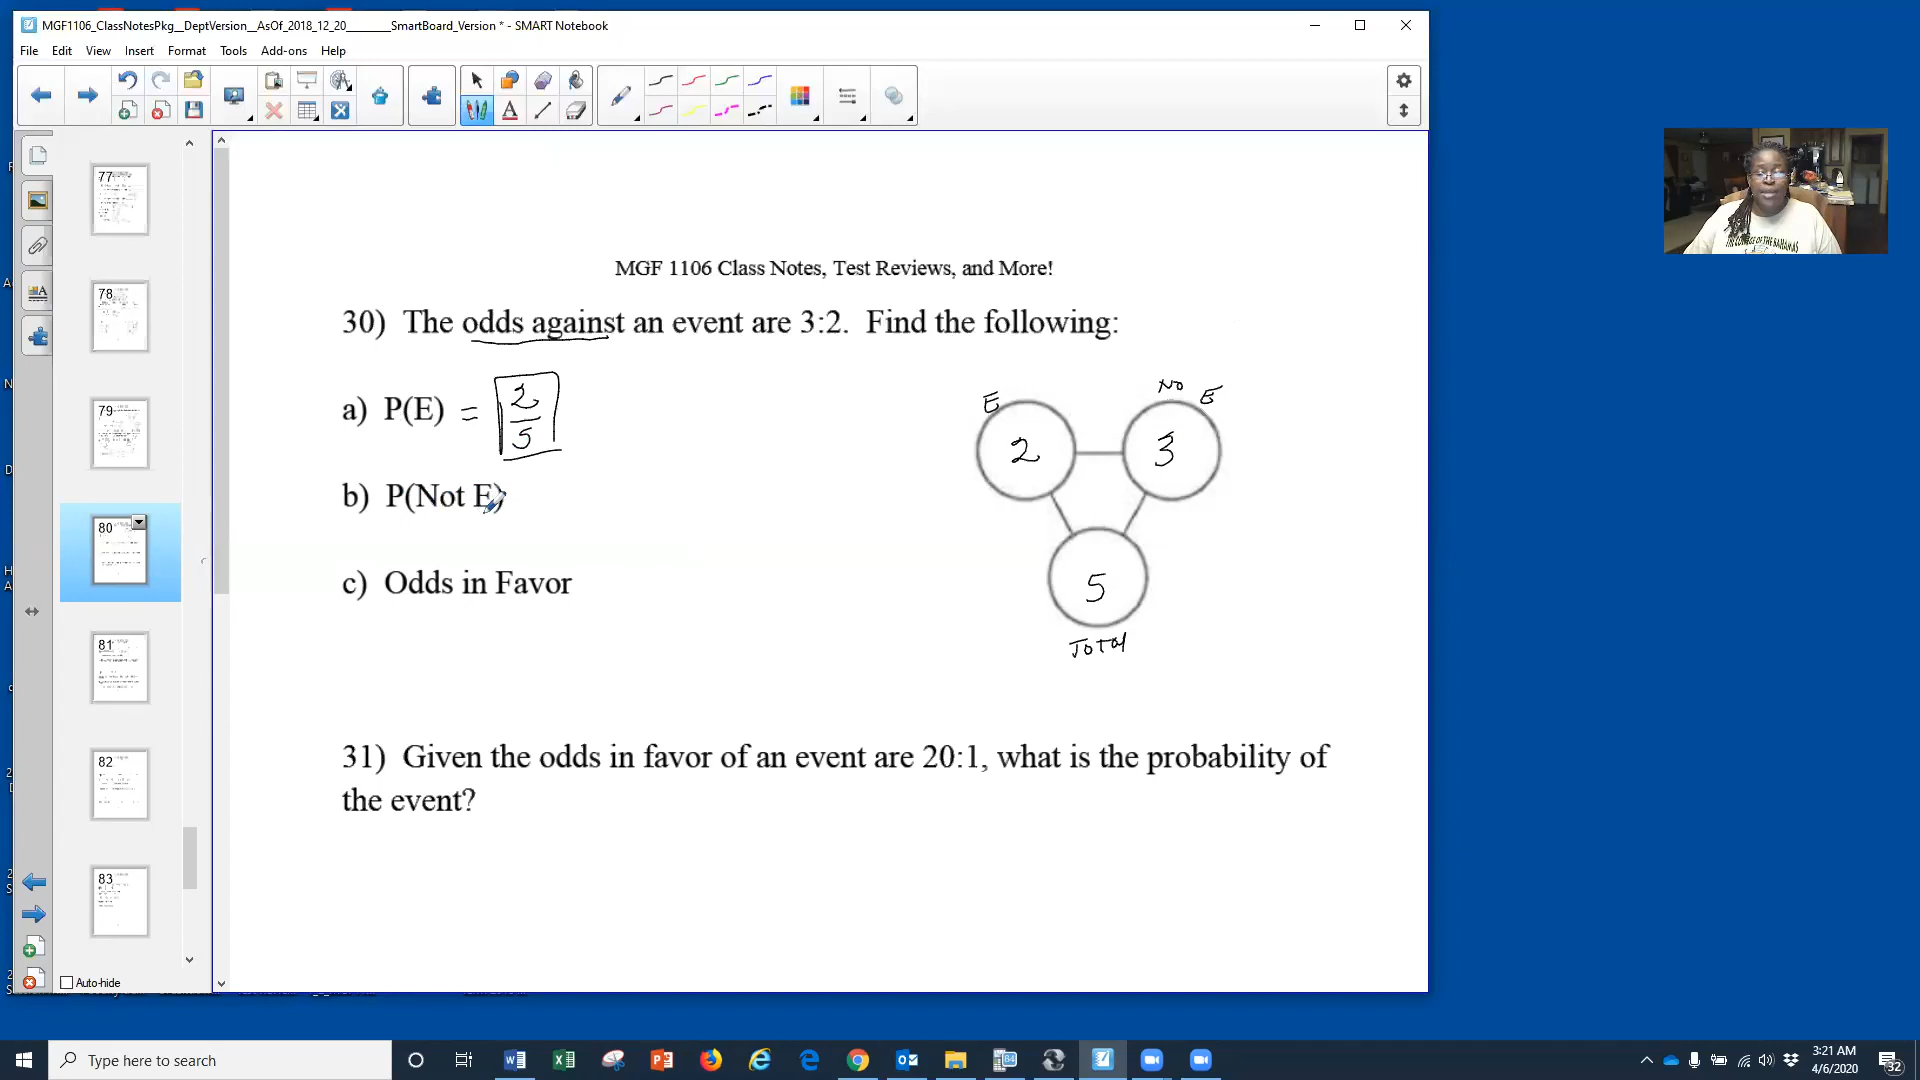 MGF1106_ClassNotesPkg__DeptVersion__AsOf_2018_12_20________SmartBoard_Version * - SMART Notebook
File Edit View Insert Format Tools Add-ons Help
77
78
79
80
81
82
83
Auto-hide
MGF 1106 Class Notes, Test Reviews, and More!
30) The odds against an event are 3:2. Find the following:
a) P(E) = 2/5
b) P(Not E)
c) Odds in Favor
E
No E
2
3
5
Total
31) Given the odds in favor of an event are 20:1, what is the probability of
the event?
Type here to search
3:21 AM
4/6/2020
32